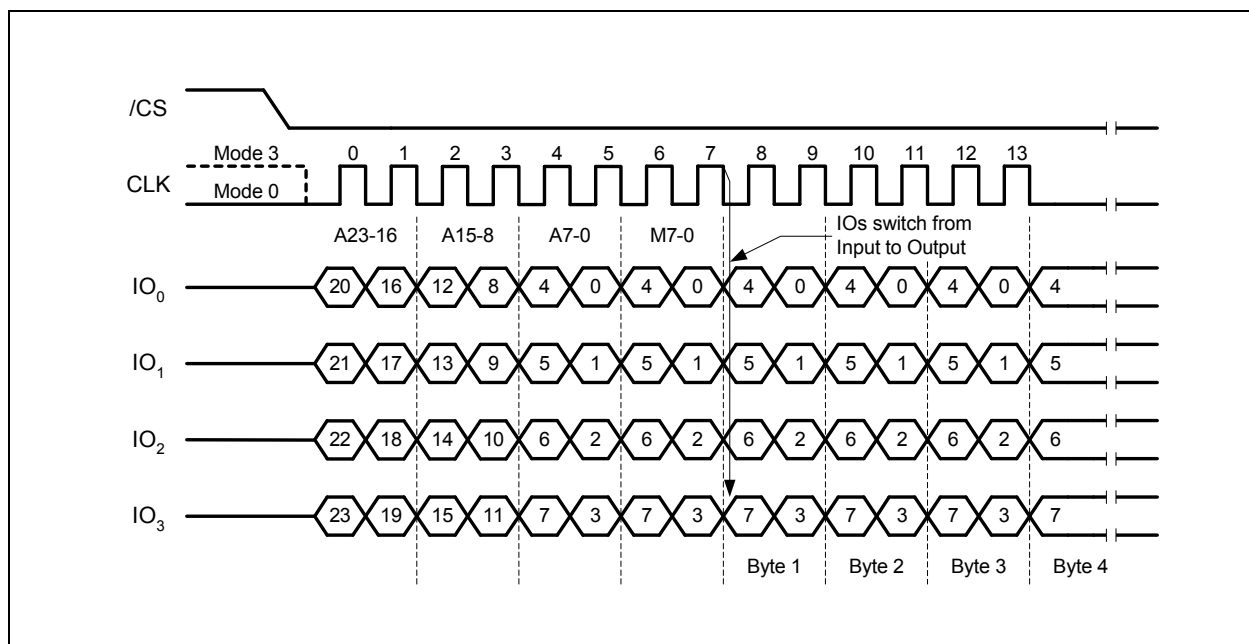 /CS
Mode 3
0 1 2 3 4 5 6 7 8 9 10 11 12 13
CLK
Mode 0
A23-16 A15-8 A7-0 M7-0
IOs switch from
Input to Output
IO0 20 16 12 8 4 0 4 0 4 0 4 0 4 0 4
IO1 21 17 13 9 5 1 5 1 5 1 5 1 5 1 5
IO2 22 18 14 10 6 2 6 2 6 2 6 2 6 2 6
IO3 23 19 15 11 7 3 7 3 7 3 7 3 7 3 7
Byte 1 Byte 2 Byte 3 Byte 4